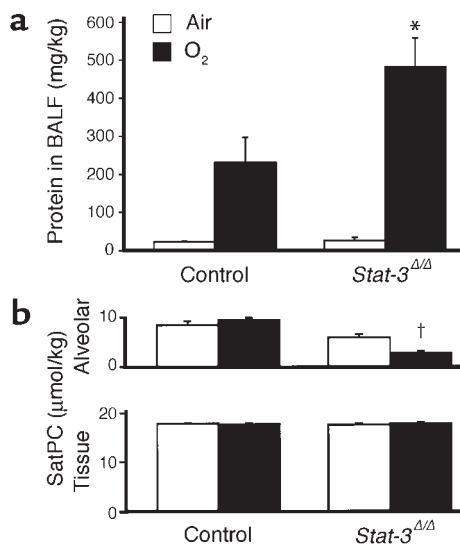 a
Air
O₂
Protein in BALF (mg/kg)
600
500
400
300
200
100
0
*
Control
Stat-3Δ/Δ
b
SatPC (μmol/kg)
Alveolar
10
0
†
Tissue
20
10
0
Control
Stat-3Δ/Δ